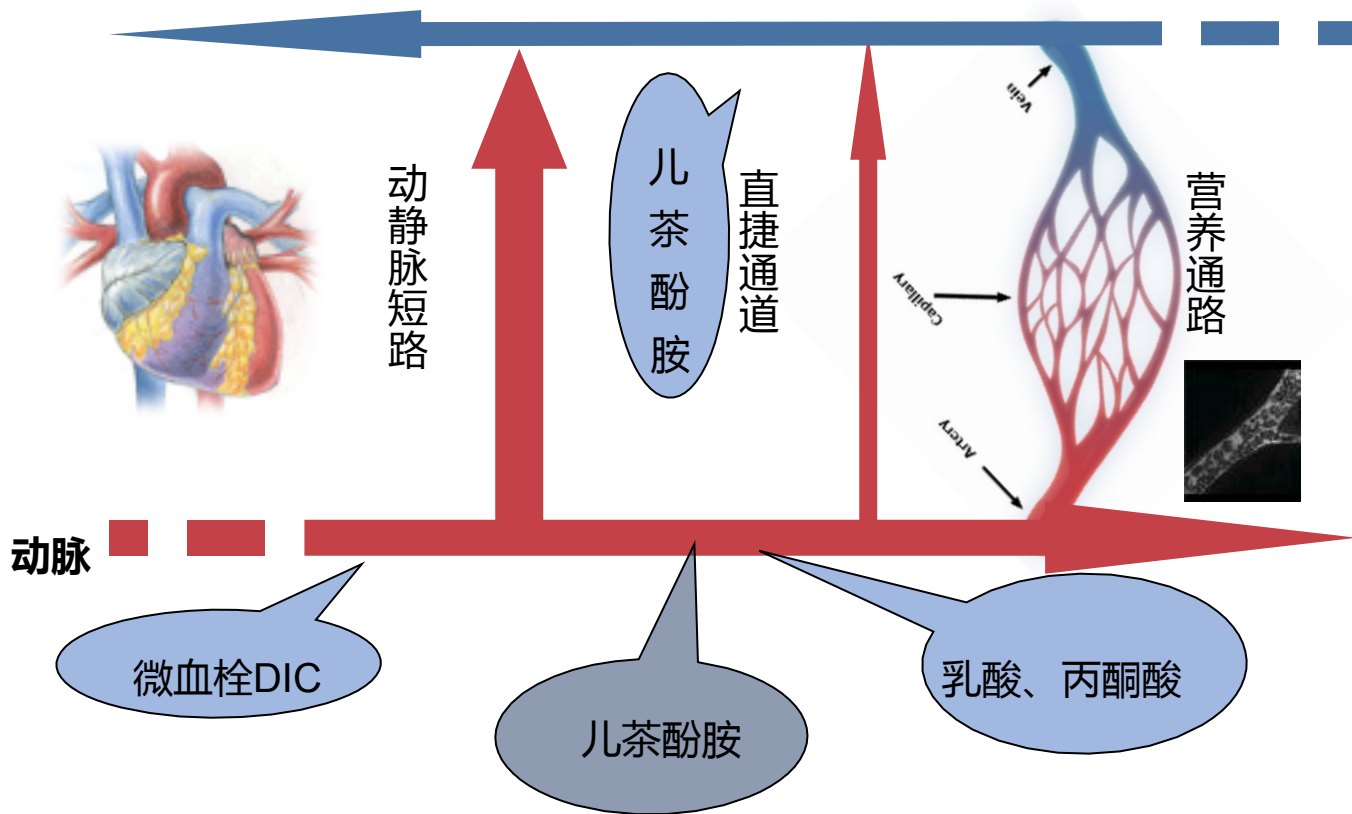 Vein
儿茶酚胺
动静脉短路
直捷通道
营养通路
Capillary
Artery
动脉
微血栓DIC
儿茶酚胺
乳酸、丙酮酸